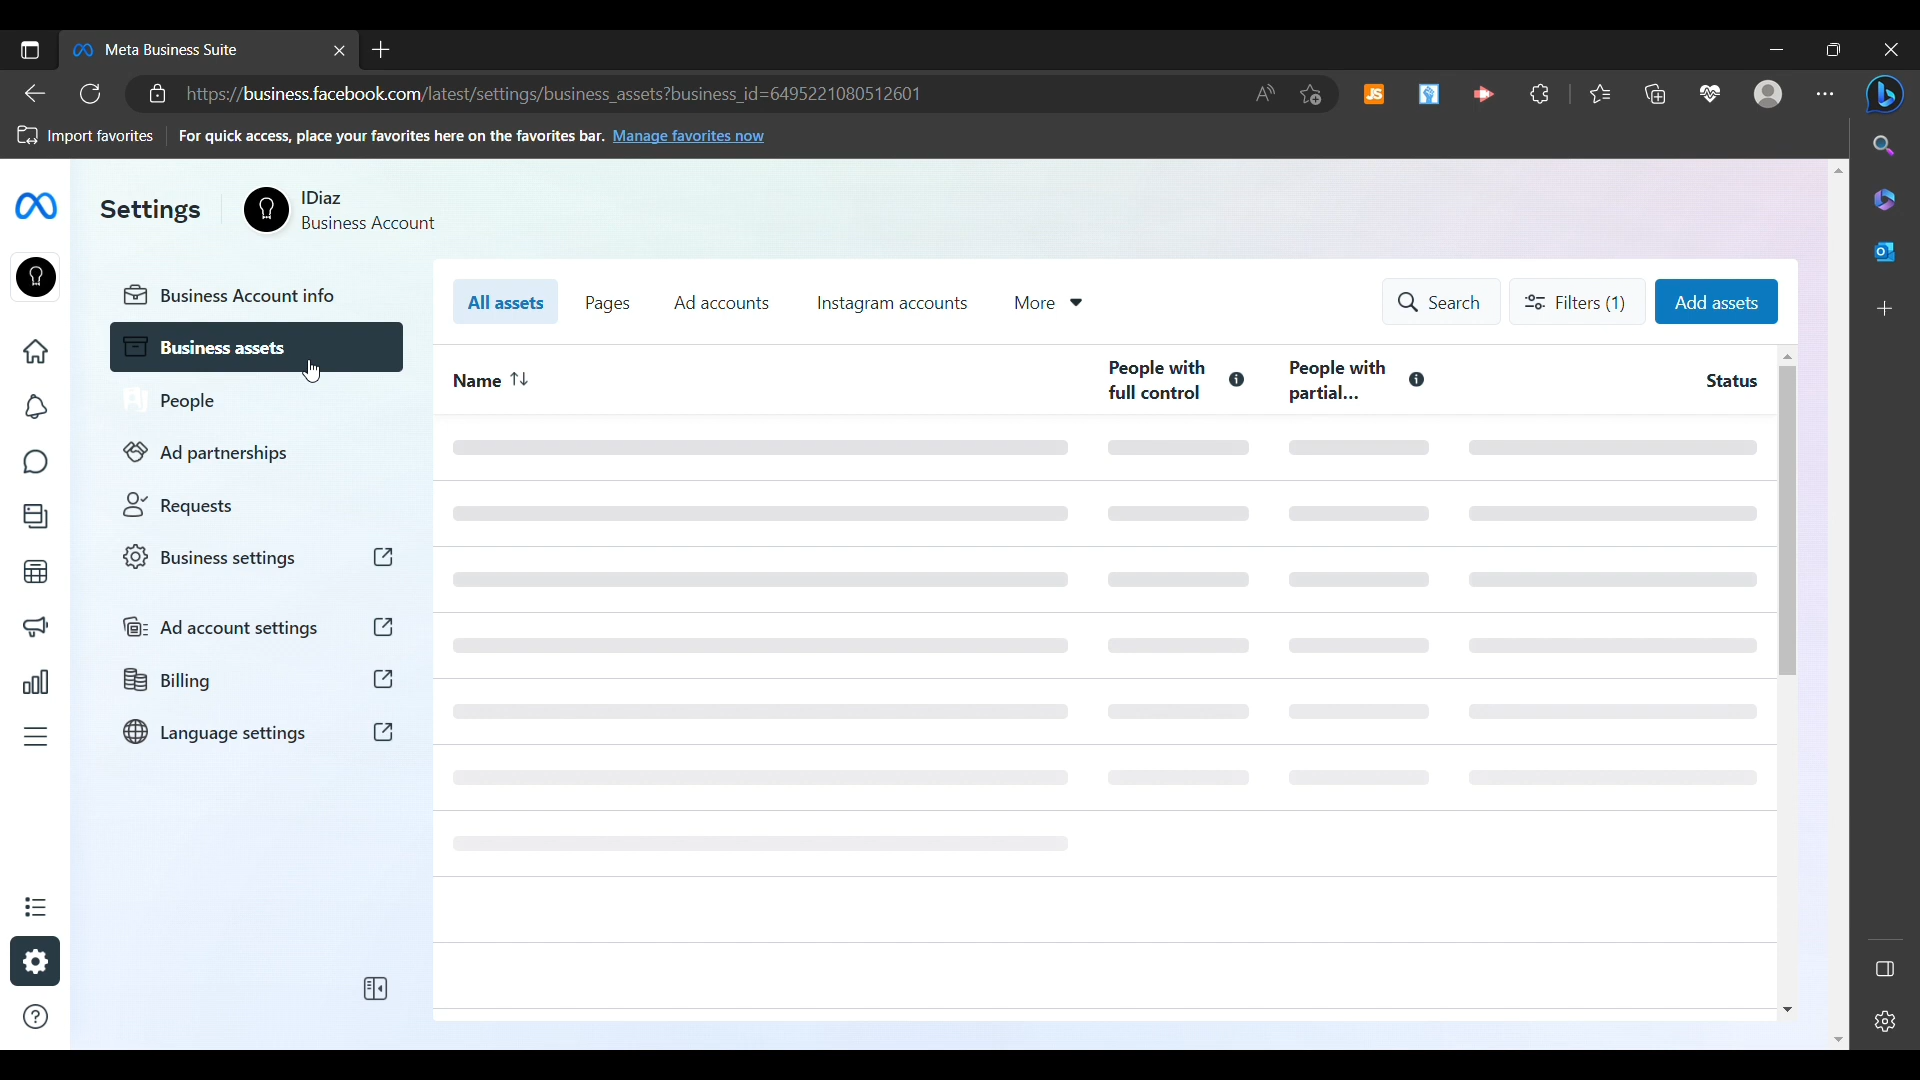 Meta Business Suite
https://business.facebook.com/latest/settings/business_assets?business_id=6495221080512601
JS
Import favorites
For quick access, place your favorites here on the favorites bar. Manage favorites now
Settings
IDiaz
Business Account
Business Account info
Business assets
People
Ad partnerships
Requests
Business settings
Ad account settings
Billing
Language settings
All assets
Pages
Ad accounts
Instagram accounts
More
Search
Filters (1)
Add assets
Name
People with
full control
People with
partial...
Status